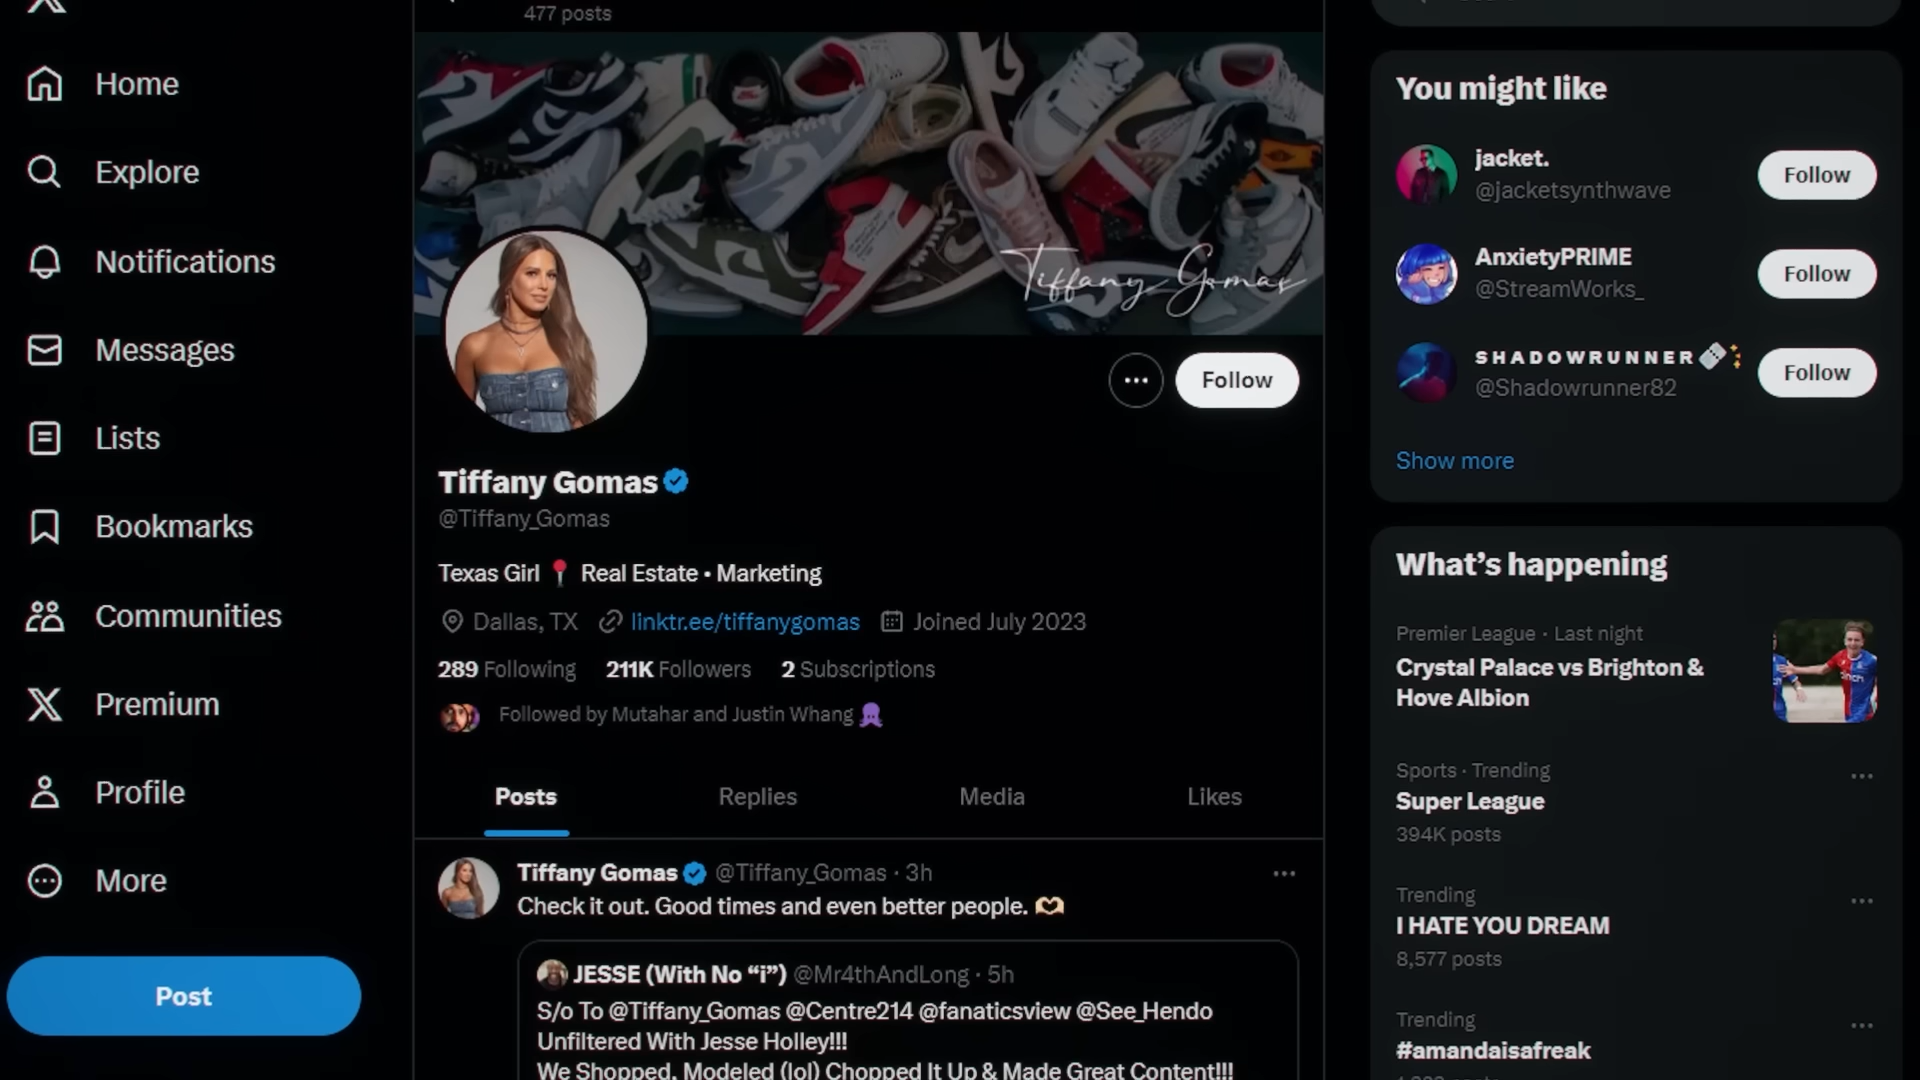 477 posts
Home
Explore
Notifications
Messages
Lists
Bookmarks
Communities
Premium
Profile
More
Post
Tiffany Gomas
Follow
Tiffany Gomas
@Tiffany_Gomas
Texas Girl 📍 Real Estate • Marketing
Dallas, TX linktr.ee/tiffanygomas Joined July 2023
289 Following 211K Followers 2 Subscriptions
Followed by Mutahar and Justin Whang
Posts Replies Media Likes
Tiffany Gomas @Tiffany_Gomas · 3h
Check it out. Good times and even better people. 🫶🏻
JESSE (With No “i”) @Mr4thAndLong · 5h
S/o To @Tiffany_Gomas @Centre214 @fanaticsview @See_Hendo
Unfiltered With Jesse Holley!!!
We Shopped, Modeled (lol) Chopped It Up & Made Great Content!!!
You might like
jacket.
@jacketsynthwave
Follow
AnxietyPRIME
@StreamWorks_
Follow
SHADOWRUNNER
@Shadowrunner82
Follow
Show more
What’s happening
Premier League · Last night
Crystal Palace vs Brighton &
Hove Albion
Sports · Trending
Super League
394K posts
Trending
I HATE YOU DREAM
8,577 posts
Trending
#amandaisafreak